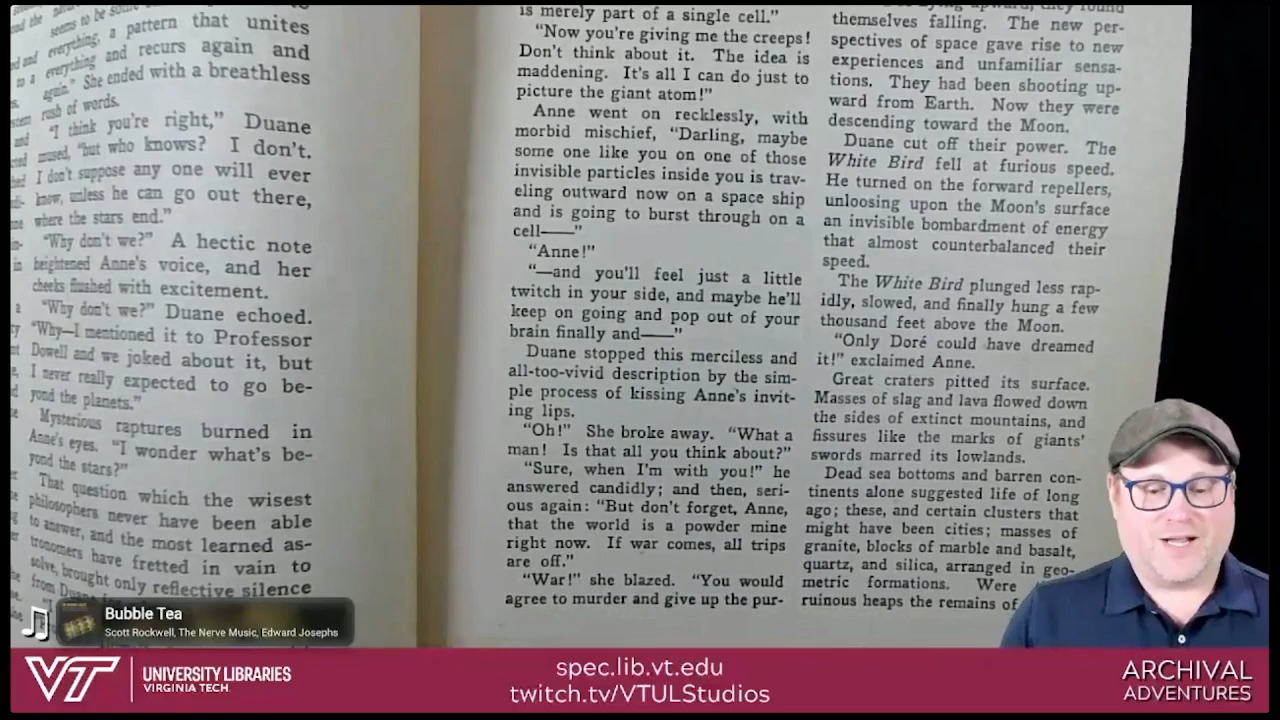 seems to be some
everything, a pattern that unites
everything and recurs again and
again." She ended with a breathless
rush of words.
"I think you're right," Duane
mused, "but who knows? I don't.
I don't suppose any one will ever
know, unless he can go out there,
where the stars end."
"Why don't we?" A hectic note
heightened Anne's voice, and her
cheeks flushed with excitement.
"Why don't we?" Duane echoed.
"Why—I mentioned it to Professor
Dowell and we joked about it, but
I never really expected to go be-
yond the planets."
Mysterious raptures burned in
Anne's eyes. "I wonder what's be-
yond the stars?"
That question which the wisest
philosophers never have been able
to answer, and the most learned as-
tronomers have fretted in vain to
solve, brought only reflective silence
from
is merely part of a single cell."
"Now you're giving me the creeps!
Don't think about it. The idea is
maddening. It's all I can do just to
picture the giant atom!"
Anne went on recklessly, with
morbid mischief, "Darling, maybe
some one like you on one of those
invisible particles inside you is trav-
eling outward now on a space ship
and is going to burst through on a
cell——"
"Anne!"
"—and you'll feel just a little
twitch in your side, and maybe he'll
keep on going and pop out of your
brain finally and——"
Duane stopped this merciless and
all-too-vivid description by the sim-
ple process of kissing Anne's invit-
ing lips.
"Oh!" She broke away. "What a
man! Is that all you think about?"
"Sure, when I'm with you!" he
answered candidly; and then, seri-
ous again: "But don't forget, Anne,
that the world is a powder mine
right now. If war comes, all trips
are off."
"War!" she blazed. "You would
agree to murder and give up the pur-
upward, they found
themselves falling. The new per-
spectives of space gave rise to new
experiences and unfamiliar sensa-
tions. They had been shooting up-
ward from Earth. Now they were
descending toward the Moon.
Duane cut off their power. The
White Bird fell at furious speed.
He turned on the forward repellers,
unloosing upon the Moon's surface
an invisible bombardment of energy
that almost counterbalanced their
speed.
The White Bird plunged less rap-
idly, slowed, and finally hung a few
thousand feet above the Moon.
"Only Doré could have dreamed
it!" exclaimed Anne.
Great craters pitted its surface.
Masses of slag and lava flowed down
the sides of extinct mountains, and
fissures like the marks of giants'
swords marred its lowlands.
Dead sea bottoms and barren con-
tinents alone suggested life of long
ago; these, and certain clusters that
might have been cities; masses of
granite, blocks of marble and basalt,
quartz, and silica, arranged in geo-
metric formations. Were
ruinous heaps the remains of
Bubble Tea
Scott Rockwell, The Nerve Music, Edward Josephs
VT UNIVERSITY LIBRARIES
VIRGINIA TECH
spec.lib.vt.edu
twitch.tv/VTULStudios
ARCHIVAL
ADVENTURES